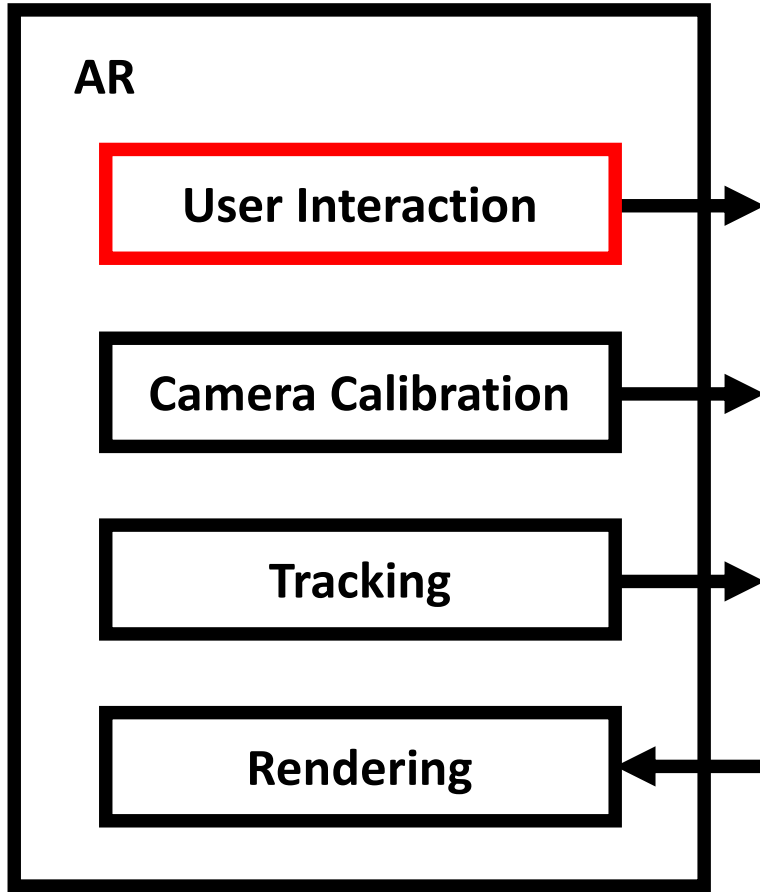 AR
User Interaction
Camera Calibration
Tracking
Rendering